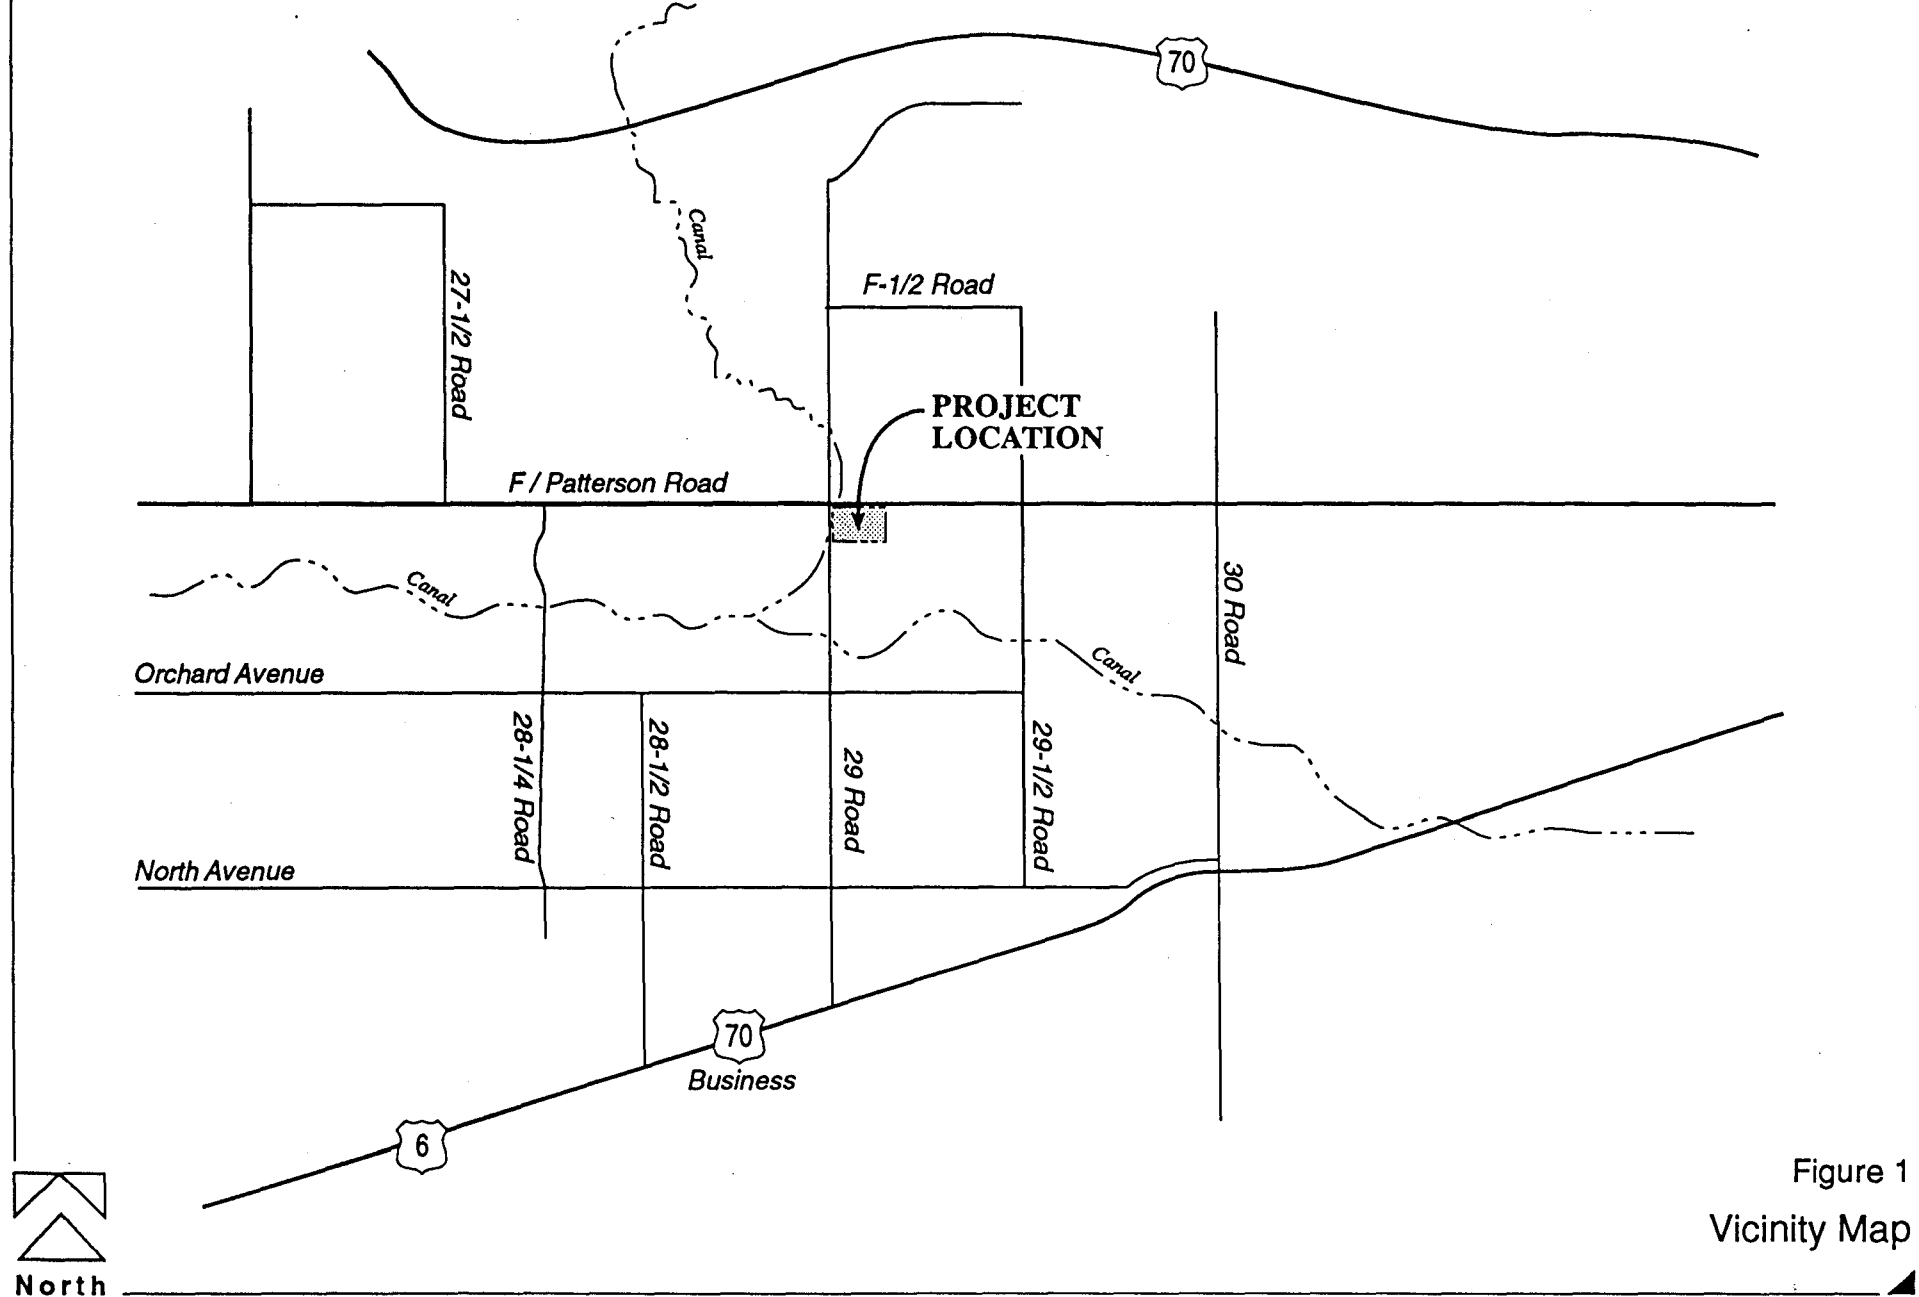 70
Canal
F-1/2 Road
27-1/2 Road
PROJECT
LOCATION
F / Patterson Road
Canal
30 Road
Canal
Orchard Avenue
28-1/4 Road
28-1/2 Road
29 Road
29-1/2 Road
North Avenue
70
Business
6
Figure 1
Vicinity Map
North